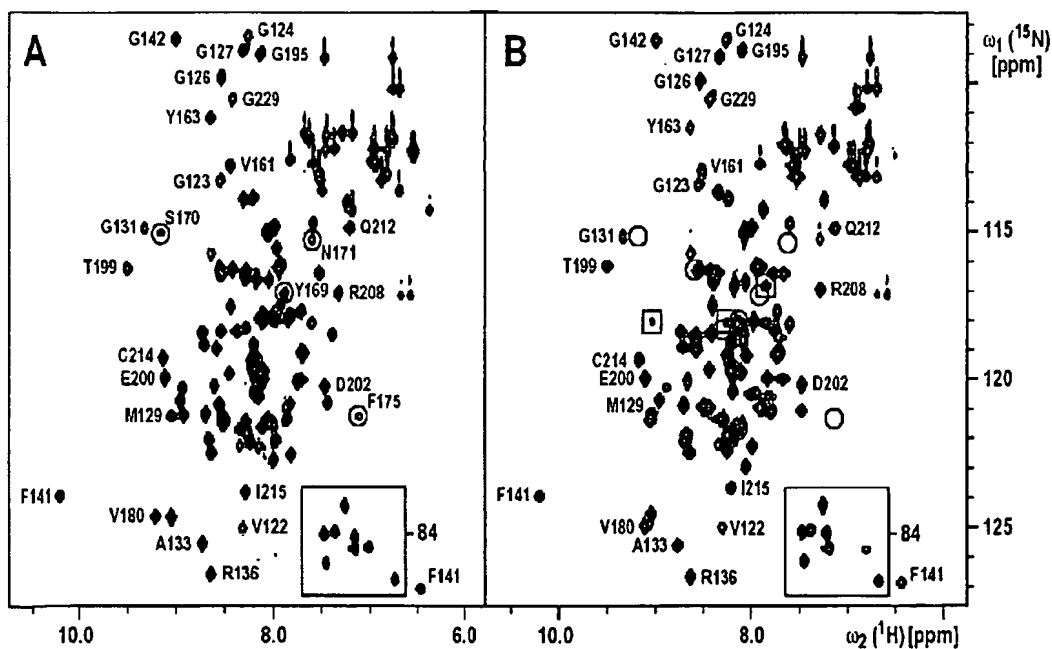 A
G142
G124
G127
G195
G126
G229
Y163
V161
G123
G131
S170
Q212
N171
T199
Y169
R208
C214
E200
D202
M129
F175
F141
I215
V180
V122
A133
R136
84
F141
10.0
8.0
6.0
B
G142
G124
G127
G195
G126
G229
Y163
V161
G123
G131
Q212
T199
R208
C214
E200
D202
M129
F141
I215
V180
V122
A133
R136
84
F141
10.0
8.0
ω2 (1H) [ppm]
ω1 (15N)
[ppm]
115
120
125